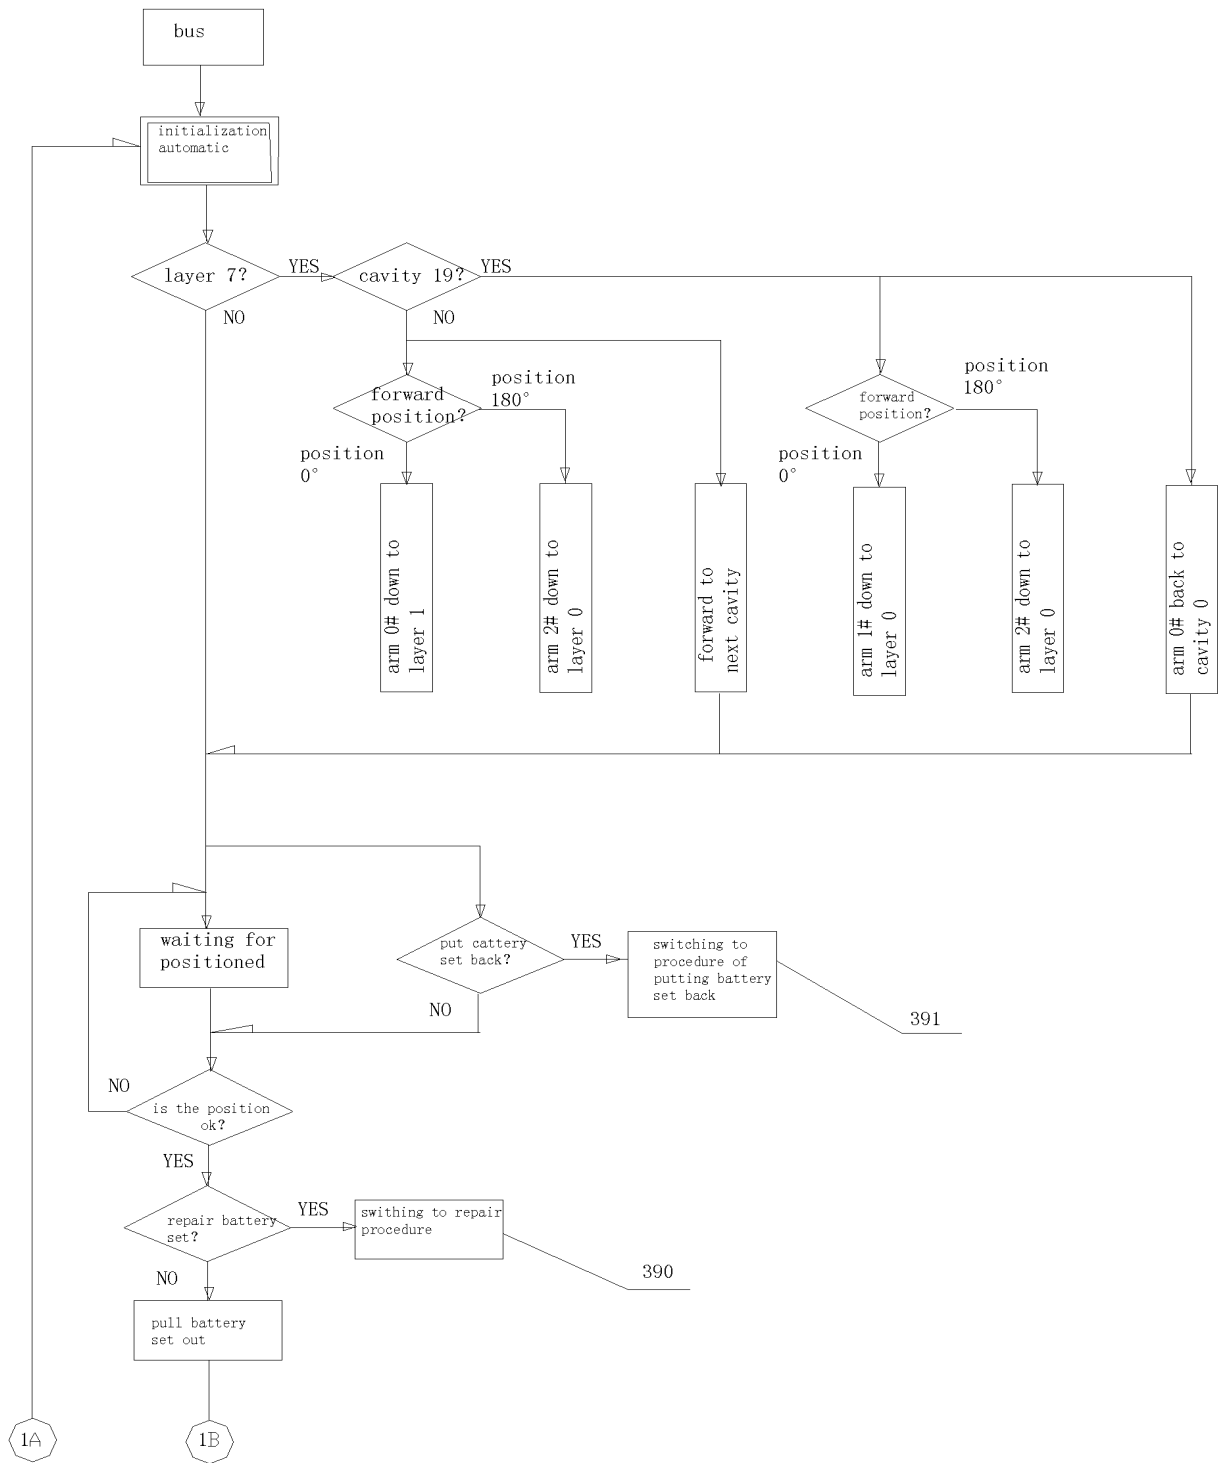 bus
initialization
automatic
layer 7?
YES
cavity 19?
YES
NO
NO
forward
position?
position
180°
position
0°
forward
position?
position
180°
position
0°
arm 0# down to
layer 1
arm 2# down to
layer 0
forward to
next cavity
arm 1# down to
layer 0
arm 2# down to
layer 0
arm 0# back to
cavity 0
waiting for
positioned
put cattery
set back?
YES
switching to
procedure of
putting battery
set back
NO
391
NO
is the position
ok?
YES
repair battery
set?
YES
swithing to repair
procedure
390
NO
pull battery
set out
1A
1B